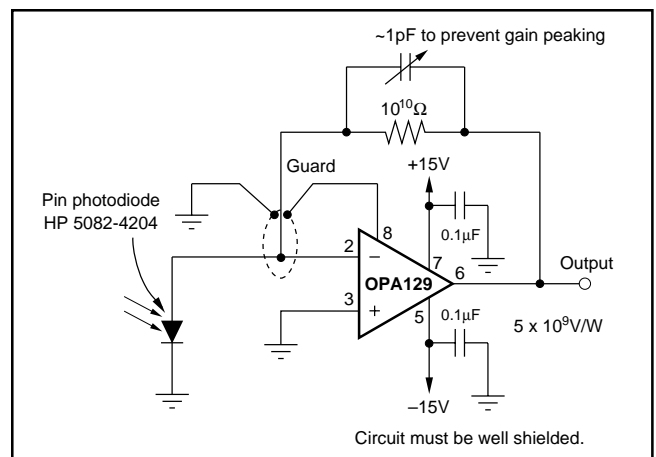 ~1pF to prevent gain peaking
10¹⁰Ω
+15V
Guard
Pin photodiode
HP 5082-4204
8
0.1µF
2
–
7
6
Output
OPA129
3
+
5
0.1µF
5 x 10⁹V/W
–15V
Circuit must be well shielded.